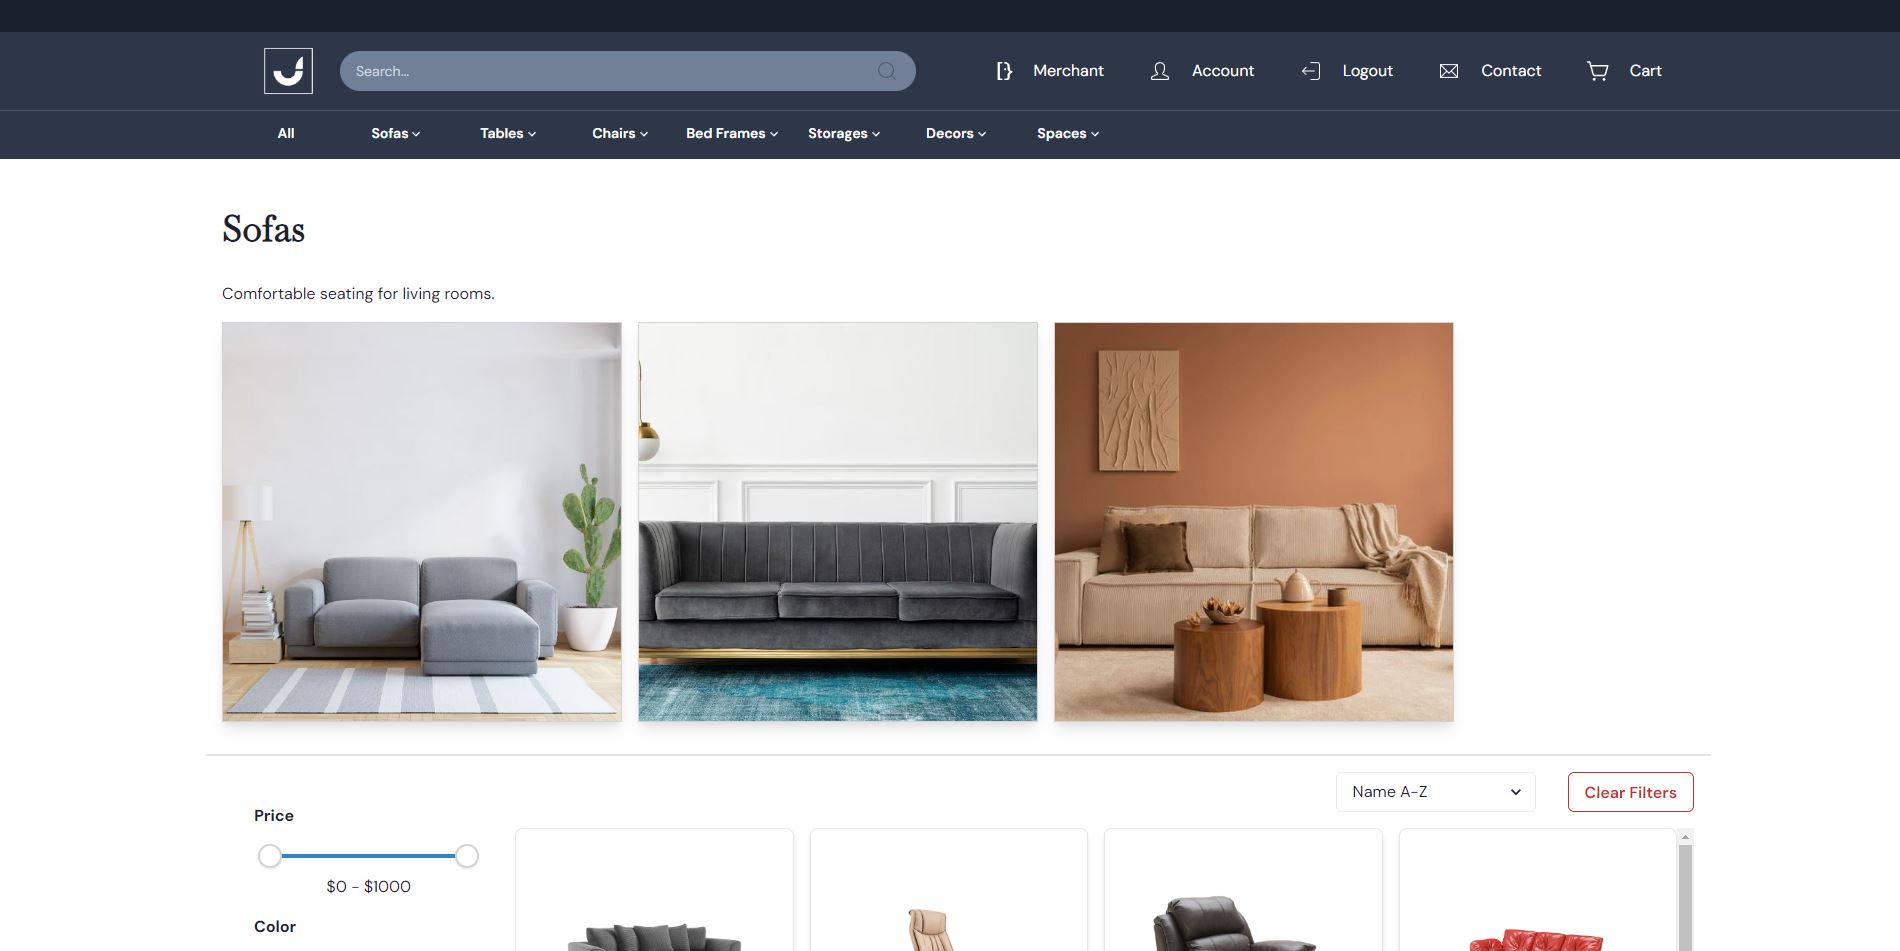 Search...
Merchant
Account
Logout
Contact
Cart
All
Sofas
Tables
Chairs
Bed Frames
Storages
Decors
Spaces
Sofas
Comfortable seating for living rooms.
Name A-Z
Clear Filters
Price
$0 - $1000
Color